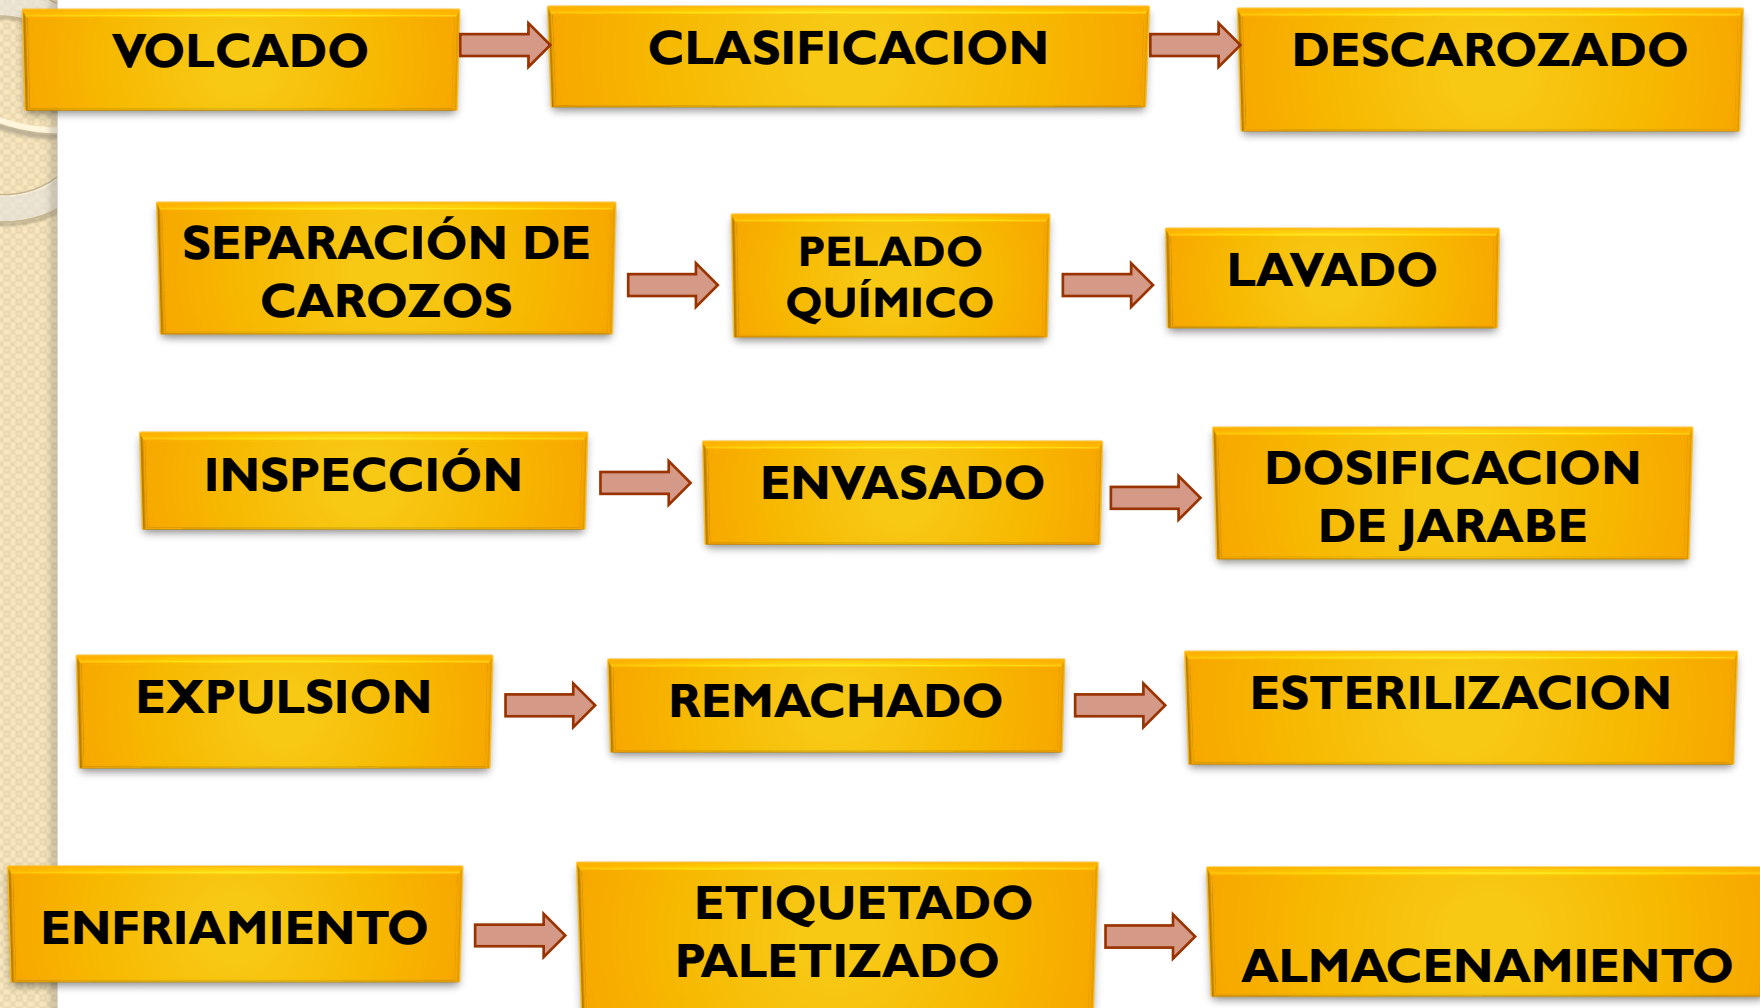 VOLCADO
CLASIFICACION
DESCAROZADO
SEPARACIÓN DE
CAROZOS
PELADO
QUÍMICO
LAVADO
INSPECCIÓN
ENVASADO
DOSIFICACION
DE JARABE
EXPULSION
REMACHADO
ESTERILIZACION
ENFRIAMIENTO
ETIQUETADO
PALETIZADO
ALMACENAMIENTO